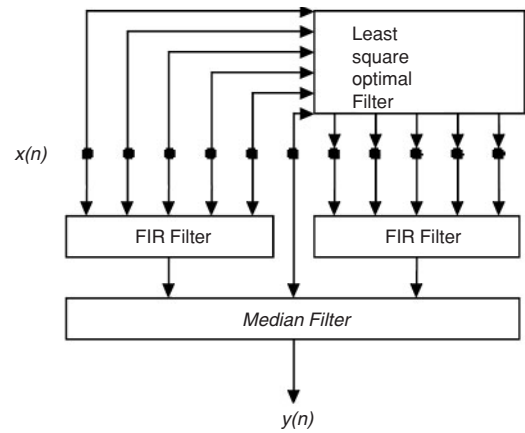 Least
square
optimal
Filter
x(n)
FIR Filter
FIR Filter
Median Filter
y(n)